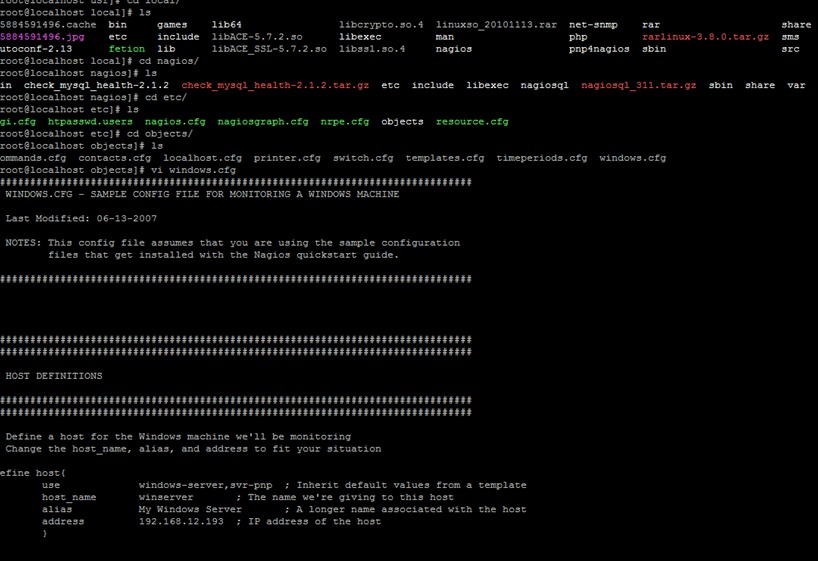 root@localhost usr]# cd local/
root@localhost local]# ls
5884591496.cache bin games lib64 libcrypto.so.4 linuxso_20101113.rar net-snmp rar share
5884591496.jpg etc include libACE-5.7.2.so libexec man php rarlinux-3.8.0.tar.gz sms
utoconf-2.13 fetion lib libACE_SSL-5.7.2.so libssl.so.4 nagios pnp4nagios sbin src
root@localhost local]# cd nagios/
root@localhost nagios]# ls
in check_mysql_health-2.1.2 check_mysql_health-2.1.2.tar.gz etc include libexec nagiosql nagiosql_311.tar.gz sbin share var
root@localhost nagios]# cd etc/
root@localhost etc]# ls
gi.cfg htpasswd.users nagios.cfg nagiosgraph.cfg nrpe.cfg objects resource.cfg
root@localhost etc]# cd objects/
root@localhost objects]# ls
ommands.cfg contacts.cfg localhost.cfg printer.cfg switch.cfg templates.cfg timeperiods.cfg windows.cfg
root@localhost objects]# vi windows.cfg
##############################################################################
WINDOWS.CFG - SAMPLE CONFIG FILE FOR MONITORING A WINDOWS MACHINE
Last Modified: 06-13-2007
NOTES: This config file assumes that you are using the sample configuration
files that get installed with the Nagios quickstart guide.
##############################################################################
##############################################################################
##############################################################################
HOST DEFINITIONS
##############################################################################
##############################################################################
Define a host for the Windows machine we'll be monitoring
Change the host_name, alias, and address to fit your situation
efine host{
use windows-server,svr-pnp ; Inherit default values from a template
host_name winserver ; The name we're giving to this host
alias My Windows Server ; A longer name associated with the host
address 192.168.12.193 ; IP address of the host
}